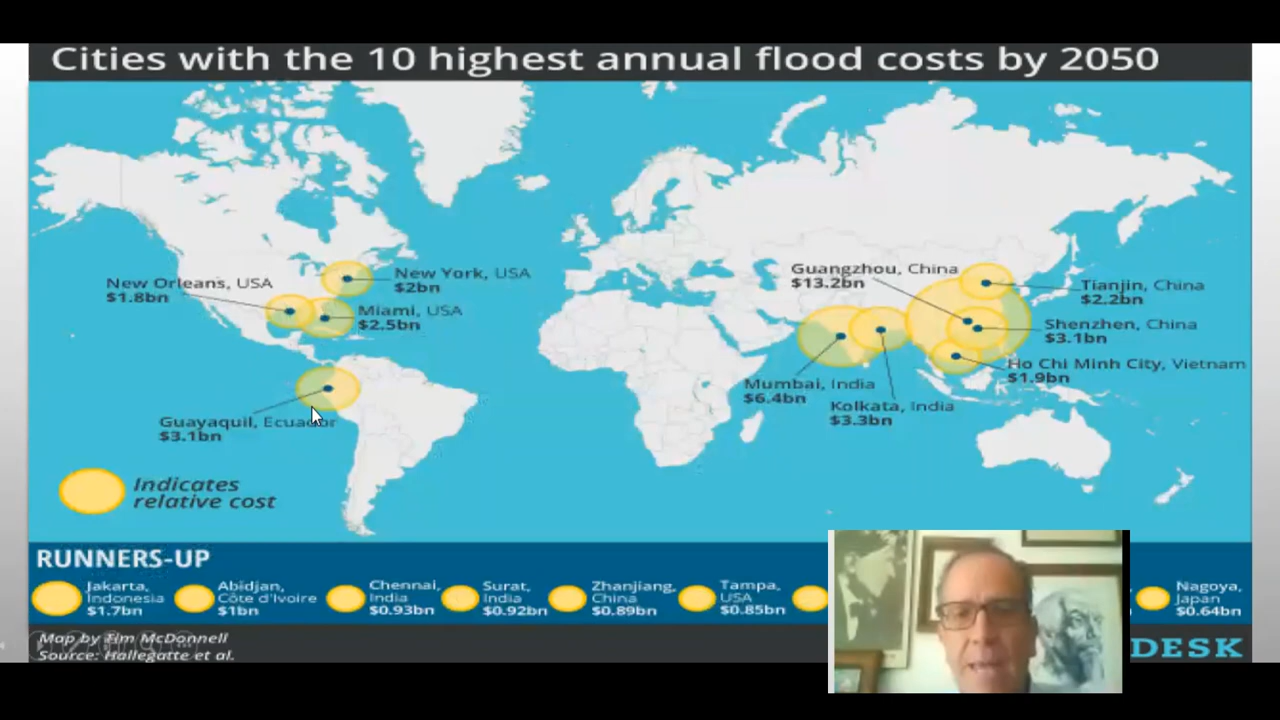 Cities with the 10 highest annual flood costs by 2050
New Orleans, USA
$1.8bn
New York, USA
$2bn
Miami, USA
$2.5bn
Guayaquil, Ecuador
$3.1bn
Guangzhou, China
$13.2bn
Tianjin, China
$2.2bn
Shenzhen, China
$3.1bn
Ho Chi Minh City, Vietnam
$1.9bn
Mumbai, India
$6.4bn
Kolkata, India
$3.3bn
Indicates
relative cost
RUNNERS-UP
Jakarta,
Indonesia
$1.7bn
Abidjan,
Côte d'Ivoire
$1bn
Chennai,
India
$0.93bn
Surat,
India
$0.92bn
Zhanjiang,
China
$0.89bn
Tampa,
USA
$0.85bn
Nagoya,
Japan
$0.64bn
Map by Tim McDonnell
Source: Hallegatte et al.
DESK